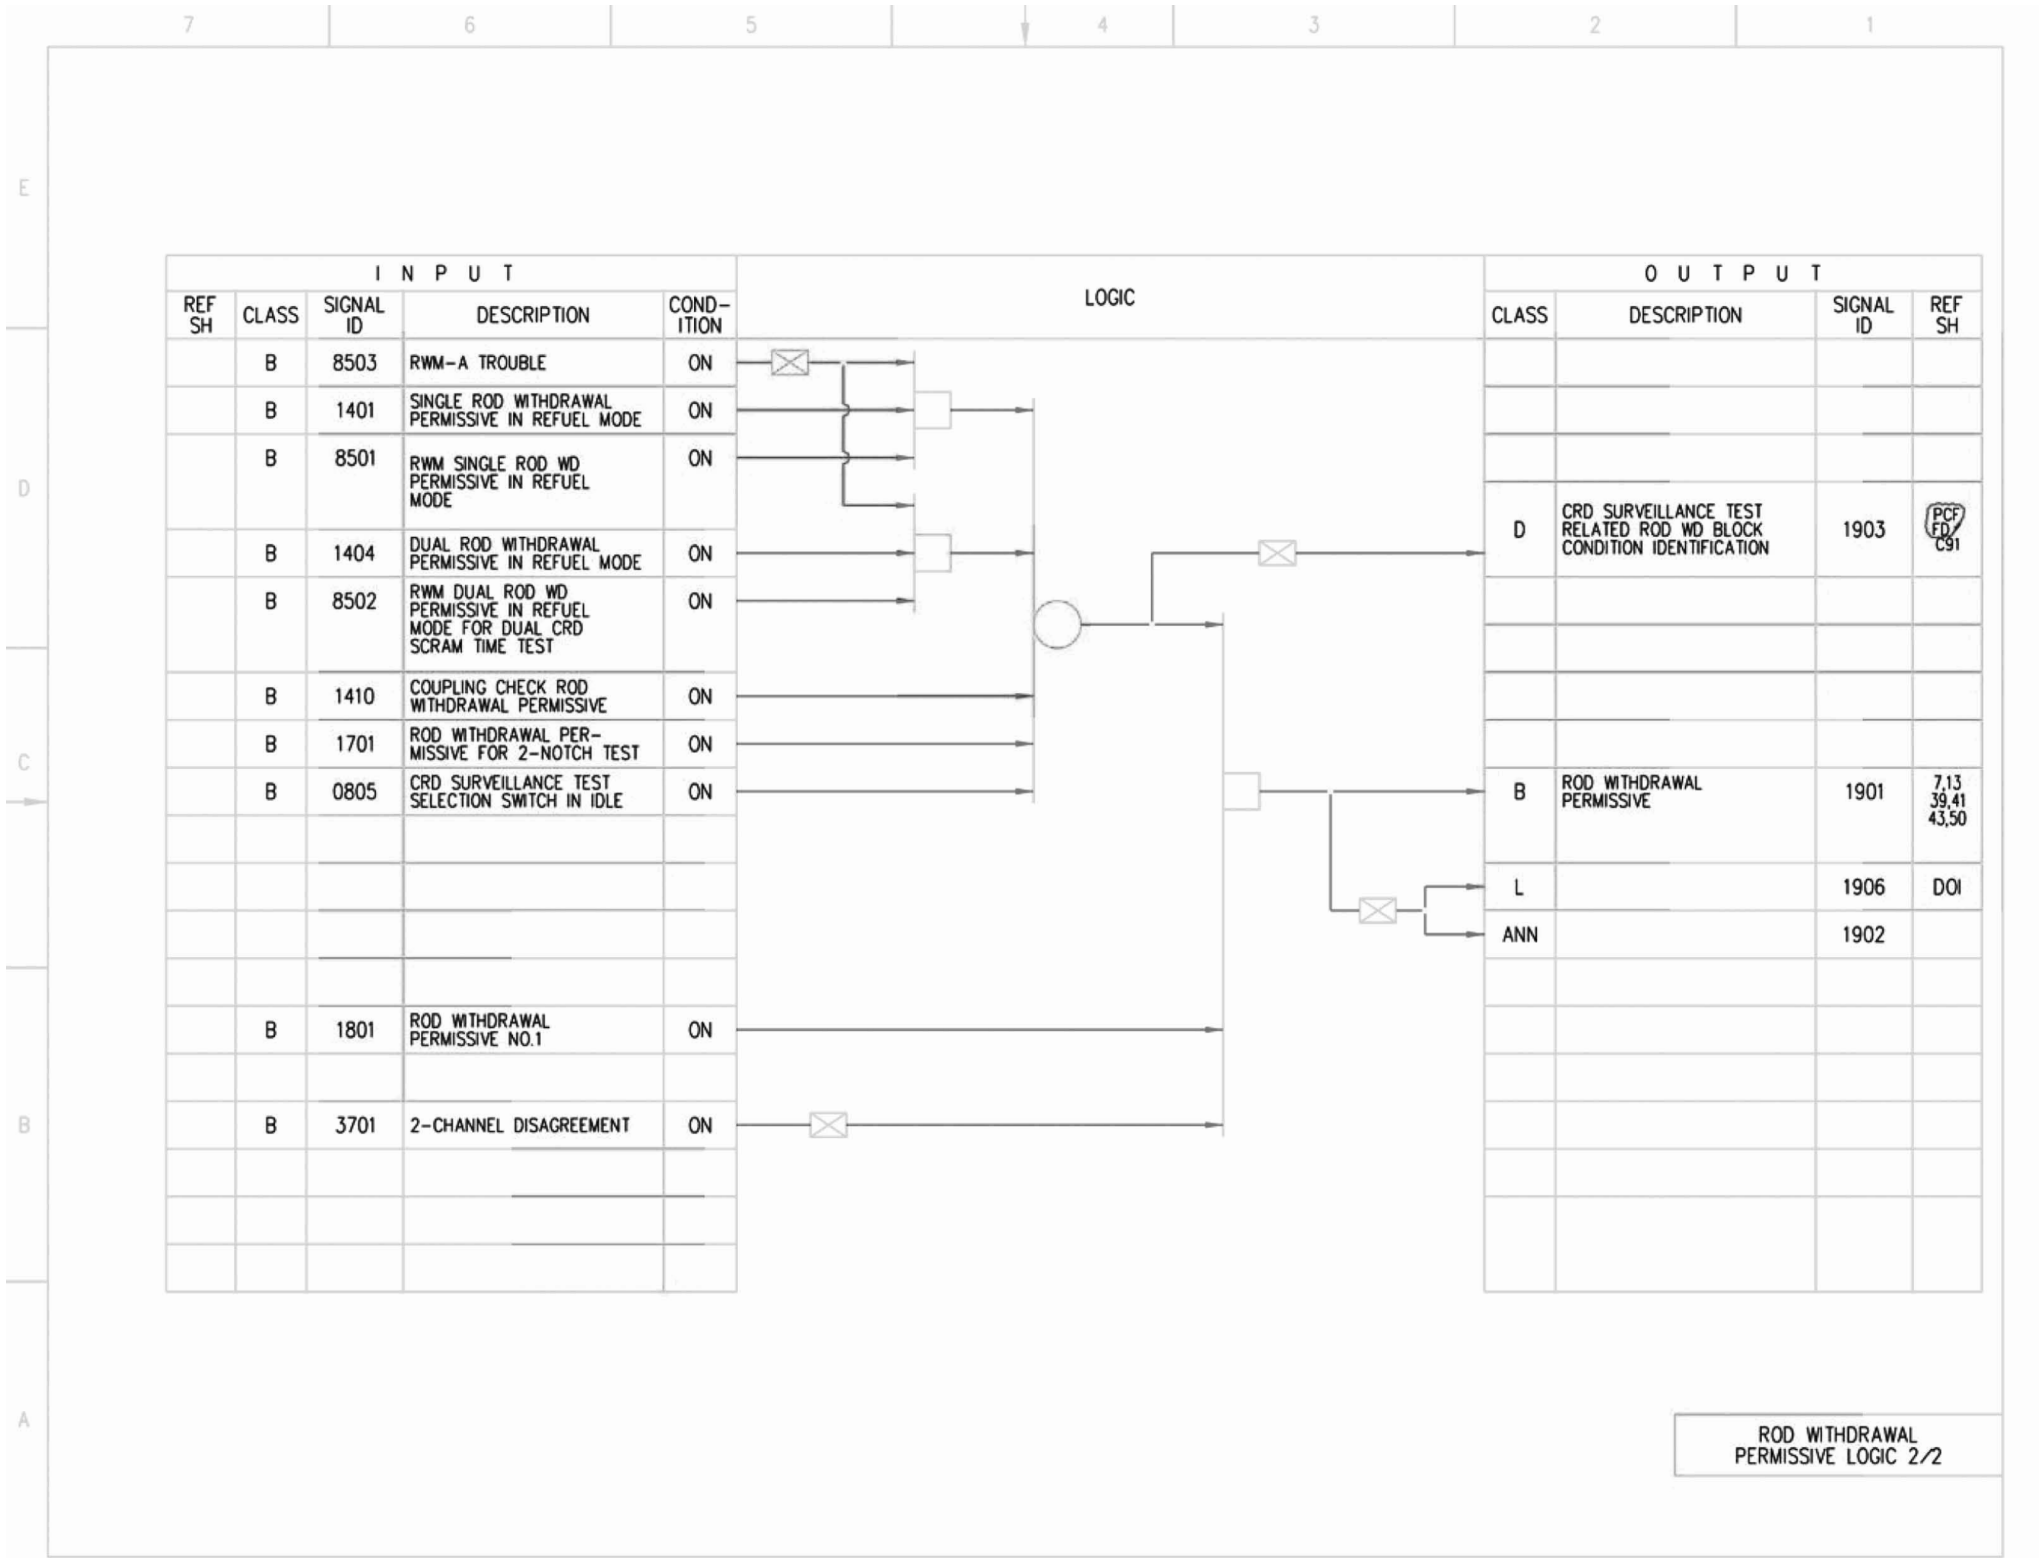 7 6 5 4 3 2 1
E
D
C
B
A
I N P U T
LOGIC
O U T P U T
REF
SH
CLASS
SIGNAL
ID
DESCRIPTION
COND-
ITION
CLASS
DESCRIPTION
SIGNAL
ID
REF
SH
B 8503 RWM-A TROUBLE ON
B 1401 SINGLE ROD WITHDRAWAL
PERMISSIVE IN REFUEL MODE ON
B 8501 RWM SINGLE ROD WD
PERMISSIVE IN REFUEL
MODE ON
B 1404 DUAL ROD WITHDRAWAL
PERMISSIVE IN REFUEL MODE ON
B 8502 RWM DUAL ROD WD
PERMISSIVE IN REFUEL
MODE FOR DUAL CRD
SCRAM TIME TEST ON
B 1410 COUPLING CHECK ROD
WITHDRAWAL PERMISSIVE ON
B 1701 ROD WITHDRAWAL PER-
MISSIVE FOR 2-NOTCH TEST ON
B 0805 CRD SURVEILLANCE TEST
SELECTION SWITCH IN IDLE ON
B 1801 ROD WITHDRAWAL
PERMISSIVE NO.1 ON
B 3701 2-CHANNEL DISAGREEMENT ON
D CRD SURVEILLANCE TEST
RELATED ROD WD BLOCK
CONDITION IDENTIFICATION 1903
PCF
FD/
C91
B ROD WITHDRAWAL
PERMISSIVE 1901
7,13
39,41
43,50
L 1906 DOI
ANN 1902
ROD WITHDRAWAL
PERMISSIVE LOGIC 2/2